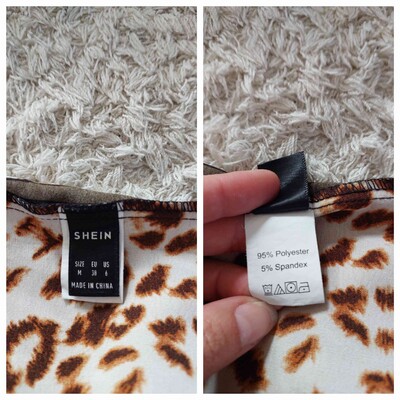 SHEIN
SIZE EU US
M 38 6
MADE IN CHINA
95% Polyester
5% Spandex